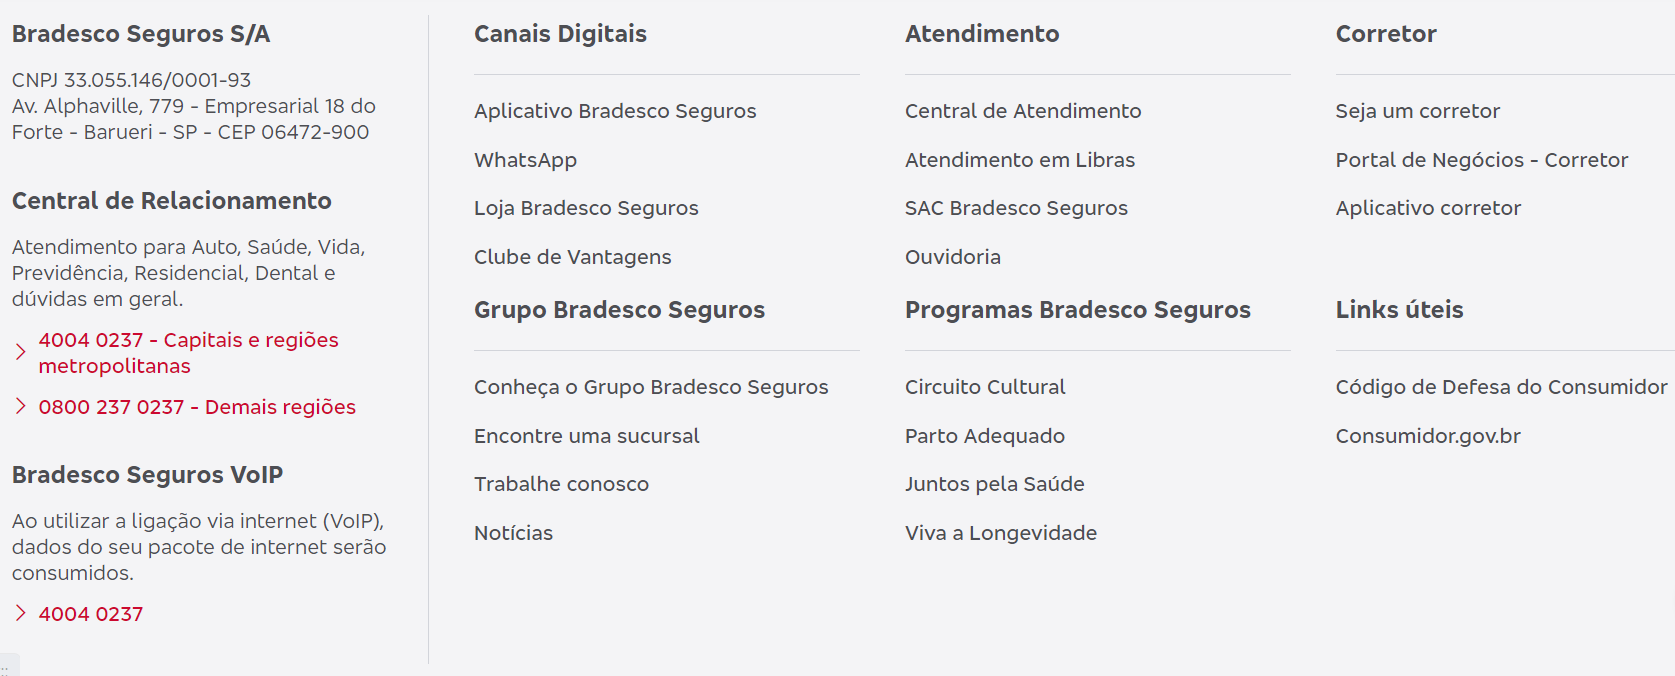 Bradesco Seguros S/A
CNPJ 33.055.146/0001-93
Av. Alphaville, 779 - Empresarial 18 do
Forte - Barueri - SP - CEP 06472-900
Central de Relacionamento
Atendimento para Auto, Saúde, Vida,
Previdência, Residencial, Dental e
dúvidas em geral.
4004 0237 - Capitais e regiões
metropolitanas
0800 237 0237 - Demais regiões
Bradesco Seguros VoIP
Ao utilizar a ligação via internet (VoIP),
dados do seu pacote de internet serão
consumidos.
4004 0237
Canais Digitais
Aplicativo Bradesco Seguros
WhatsApp
Loja Bradesco Seguros
Clube de Vantagens
Atendimento
Central de Atendimento
Atendimento em Libras
SAC Bradesco Seguros
Ouvidoria
Corretor
Seja um corretor
Portal de Negócios - Corretor
Aplicativo corretor
Grupo Bradesco Seguros
Conheça o Grupo Bradesco Seguros
Encontre uma sucursal
Trabalhe conosco
Notícias
Programas Bradesco Seguros
Circuito Cultural
Parto Adequado
Juntos pela Saúde
Viva a Longevidade
Links úteis
Código de Defesa do Consumidor
Consumidor.gov.br